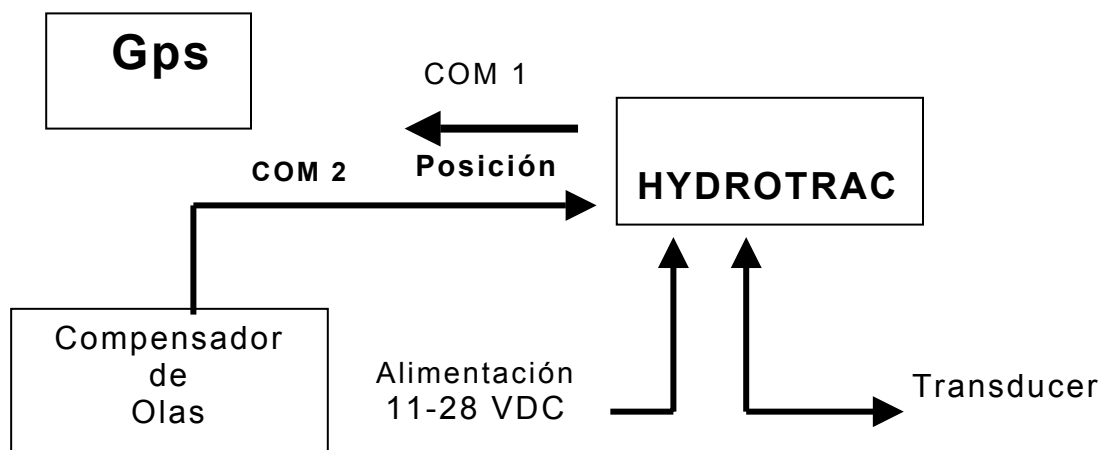 Gps
COM 1
COM 2
Posición
HYDROTRAC
Compensador
de
Olas
Alimentación
11-28 VDC
Transducer